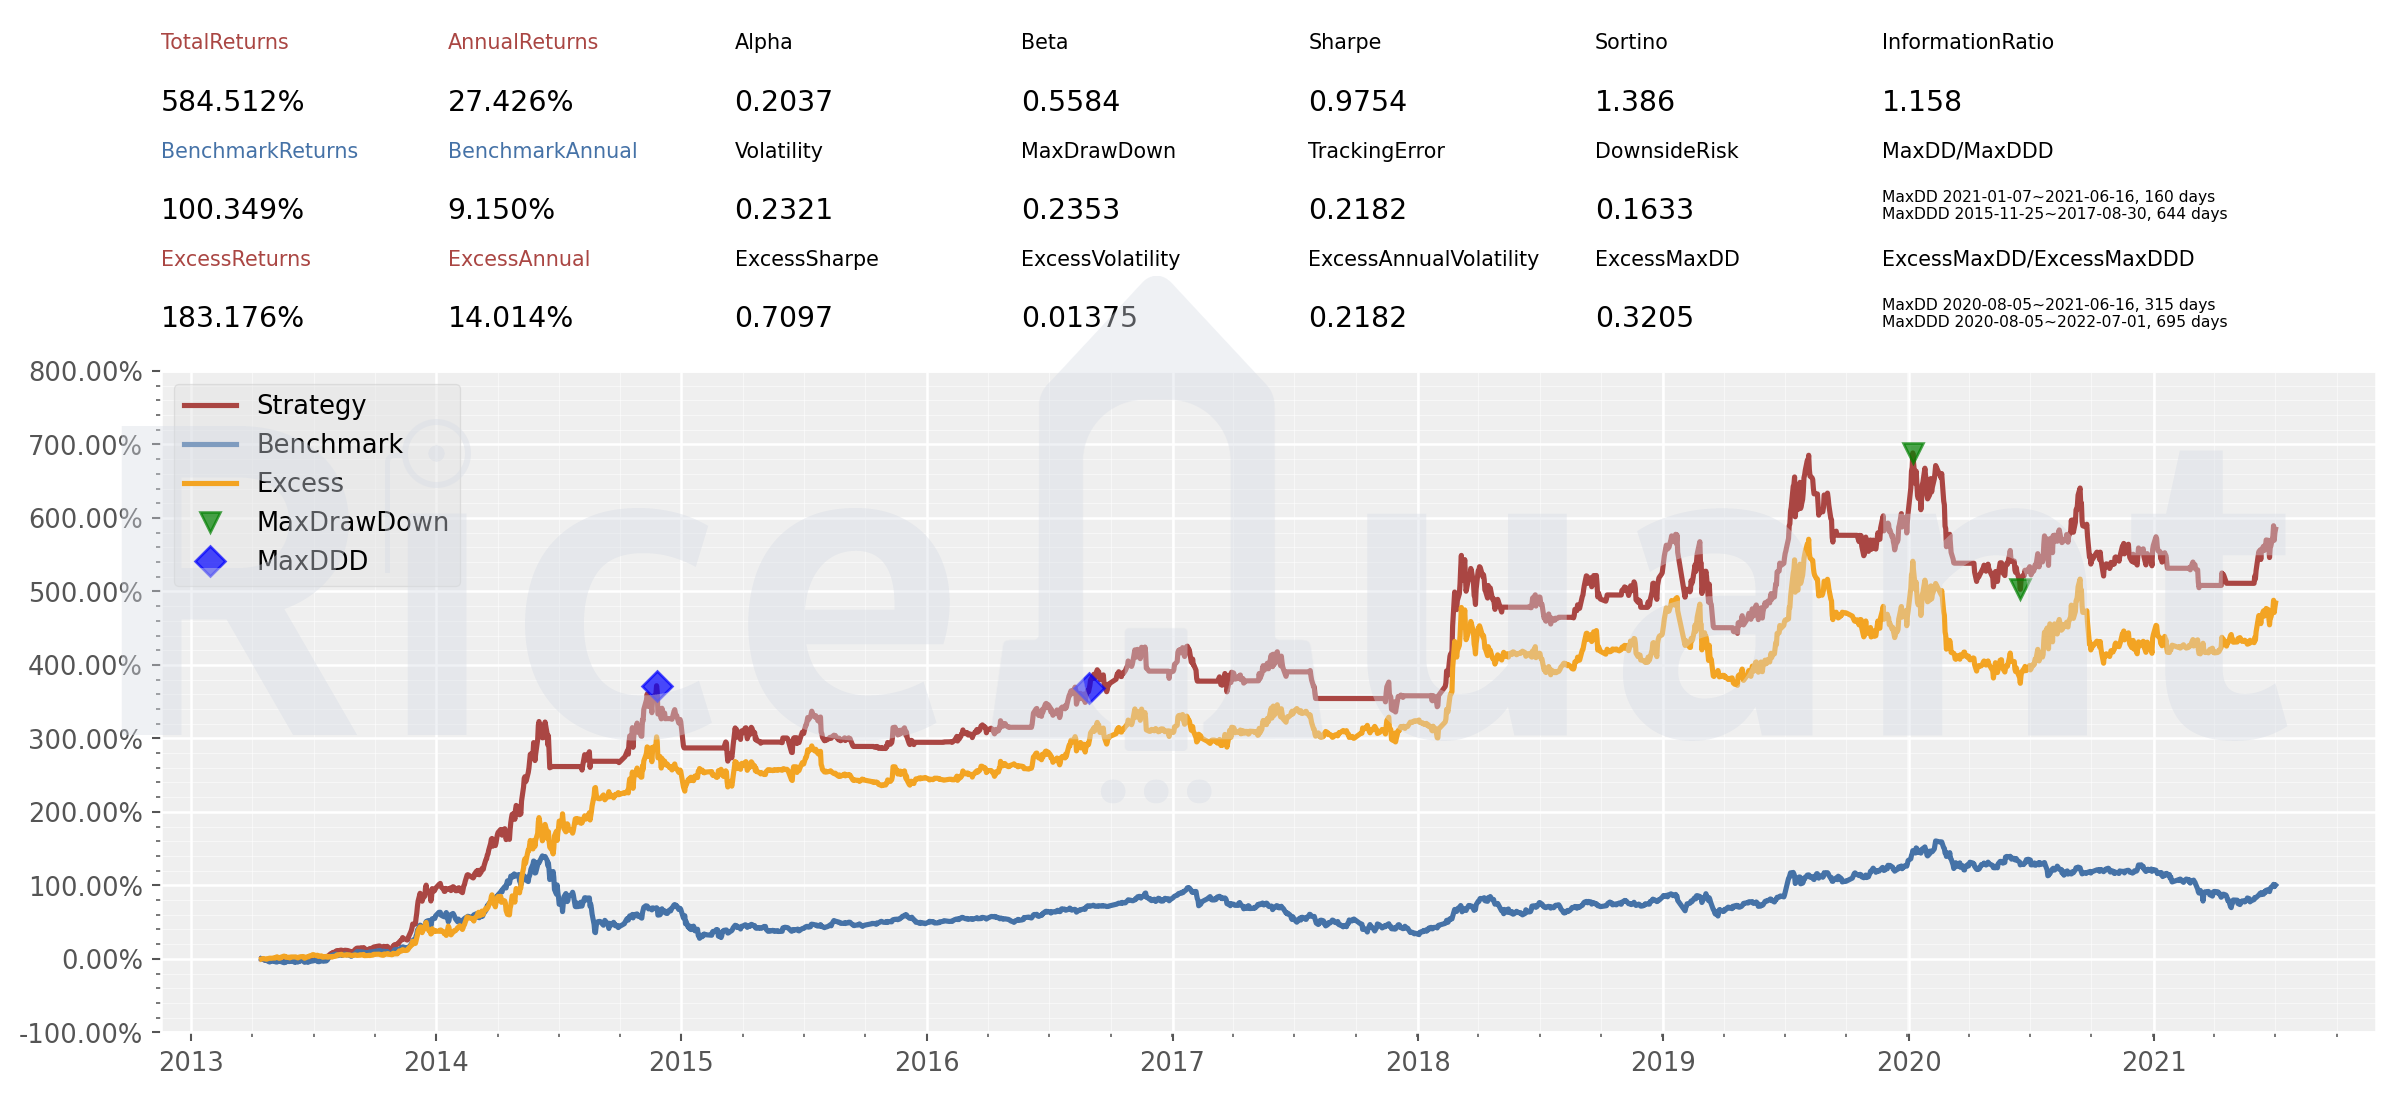 TotalReturns AnnualReturns Alpha Beta Sharpe Sortino InformationRatio
584.512% 27.426% 0.2037 0.5584 0.9754 1.386 1.158
BenchmarkReturns BenchmarkAnnual Volatility MaxDrawDown TrackingError DownsideRisk MaxDD/MaxDDD
100.349% 9.150% 0.2321 0.2353 0.2182 0.1633
MaxDD 2021-01-07~2021-06-16, 160 days
MaxDDD 2015-11-25~2017-08-30, 644 days
ExcessReturns ExcessAnnual ExcessSharpe ExcessVolatility ExcessAnnualVolatility ExcessMaxDD ExcessMaxDD/ExcessMaxDDD
183.176% 14.014% 0.7097 0.01375 0.2182 0.3205
MaxDD 2020-08-05~2021-06-16, 315 days
MaxDDD 2020-08-05~2022-07-01, 695 days
800.00%
700.00%
600.00%
500.00%
400.00%
300.00%
200.00%
100.00%
0.00%
-100.00%
Strategy
Benchmark
Excess
MaxDrawDown
MaxDDD
Ricequant
2013 2014 2015 2016 2017 2018 2019 2020 2021